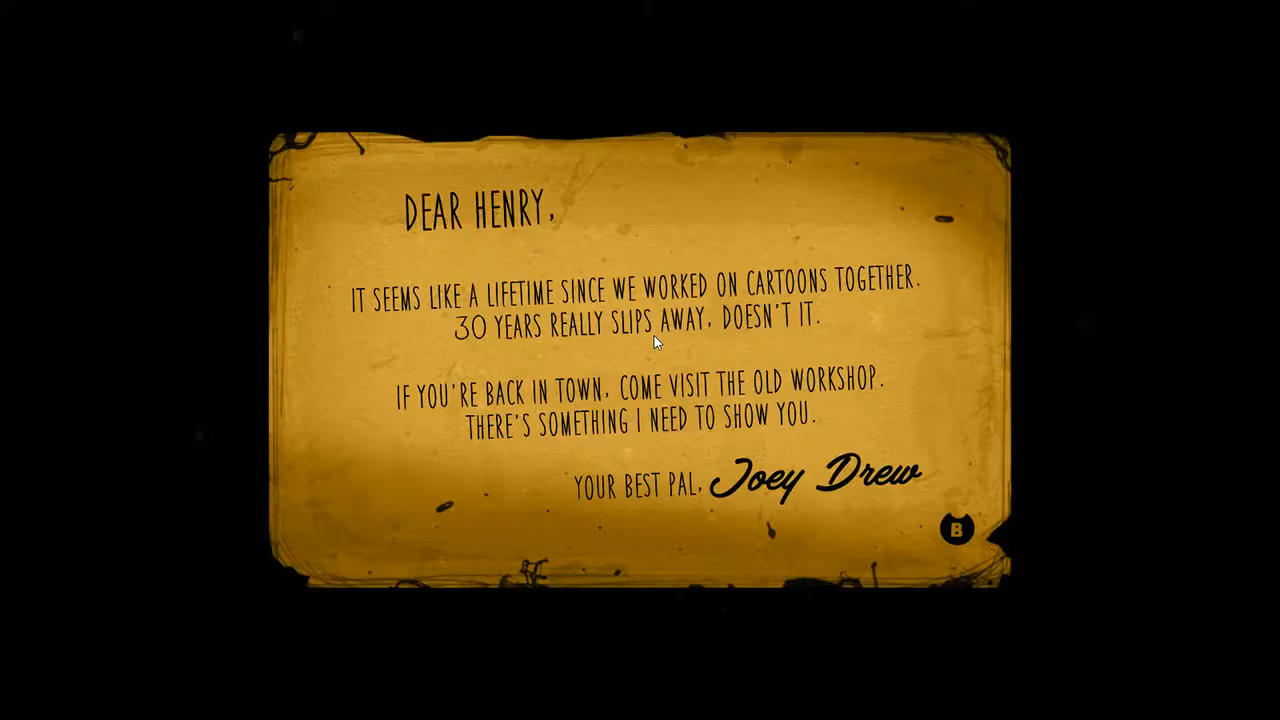 DEAR HENRY,
IT SEEMS LIKE A LIFETIME SINCE WE WORKED ON CARTOONS TOGETHER.
30 YEARS REALLY SLIPS AWAY, DOESN'T IT.
IF YOU'RE BACK IN TOWN, COME VISIT THE OLD WORKSHOP.
THERE'S SOMETHING I NEED TO SHOW YOU.
YOUR BEST PAL, Joey Drew
B